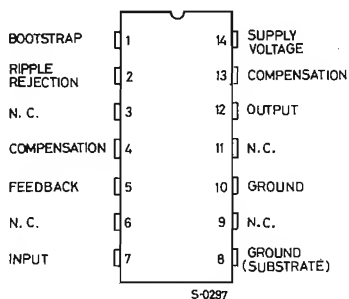 BOOTSTRAP 1 14 SUPPLY VOLTAGE
RIPPLE REJECTION 2 13 COMPENSATION
N. C. 3 12 OUTPUT
COMPENSATION 4 11 N. C.
FEEDBACK 5 10 GROUND
N. C. 6 9 N. C.
INPUT 7 8 GROUND (SUBSTRATE)
S-0297